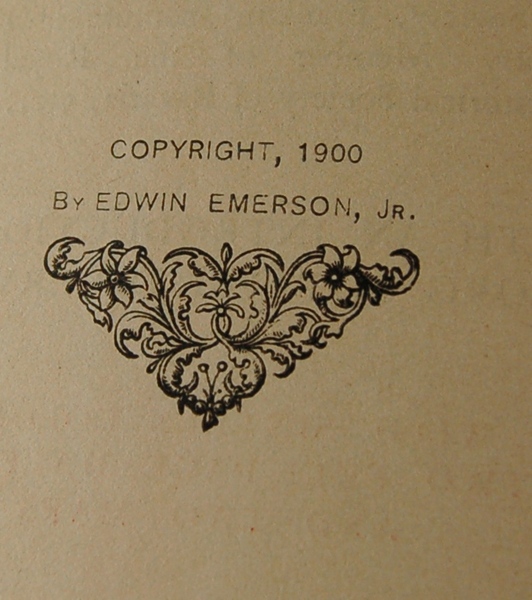 COPYRIGHT, 1900
By EDWIN EMERSON, Jr.